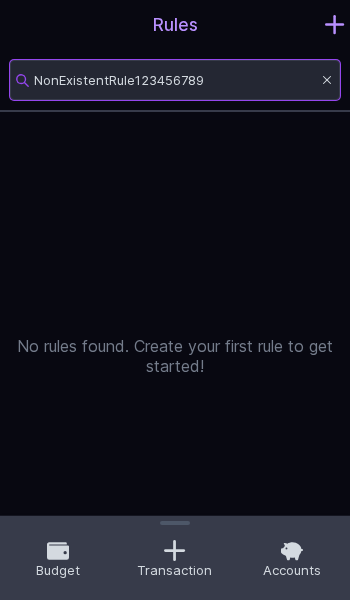 Rules
NonExistentRule123456789
No rules found. Create your first rule to get
started!
Budget
Transaction
Accounts